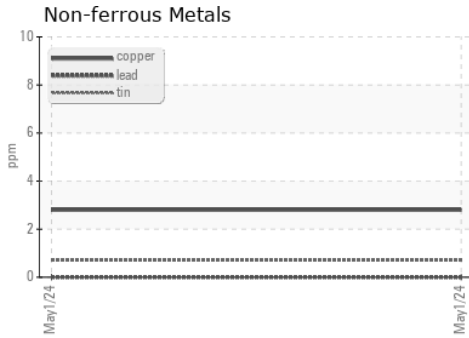 Non-ferrous Metals
10
copper
lead
tin
8
6
ppm
4
2
0
May1/24
May1/24